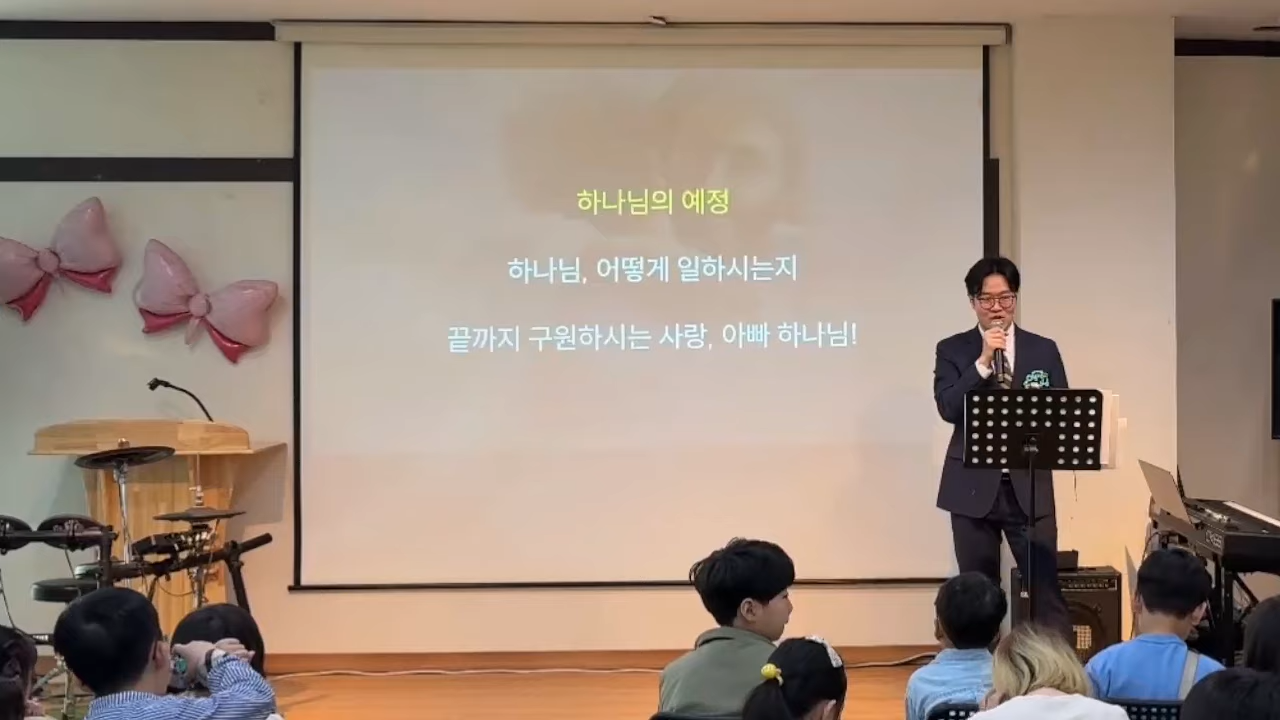 하나님의 예정
하나님, 어떻게 일하시는지
끝까지 구원하시는 사랑, 아빠 하나님!